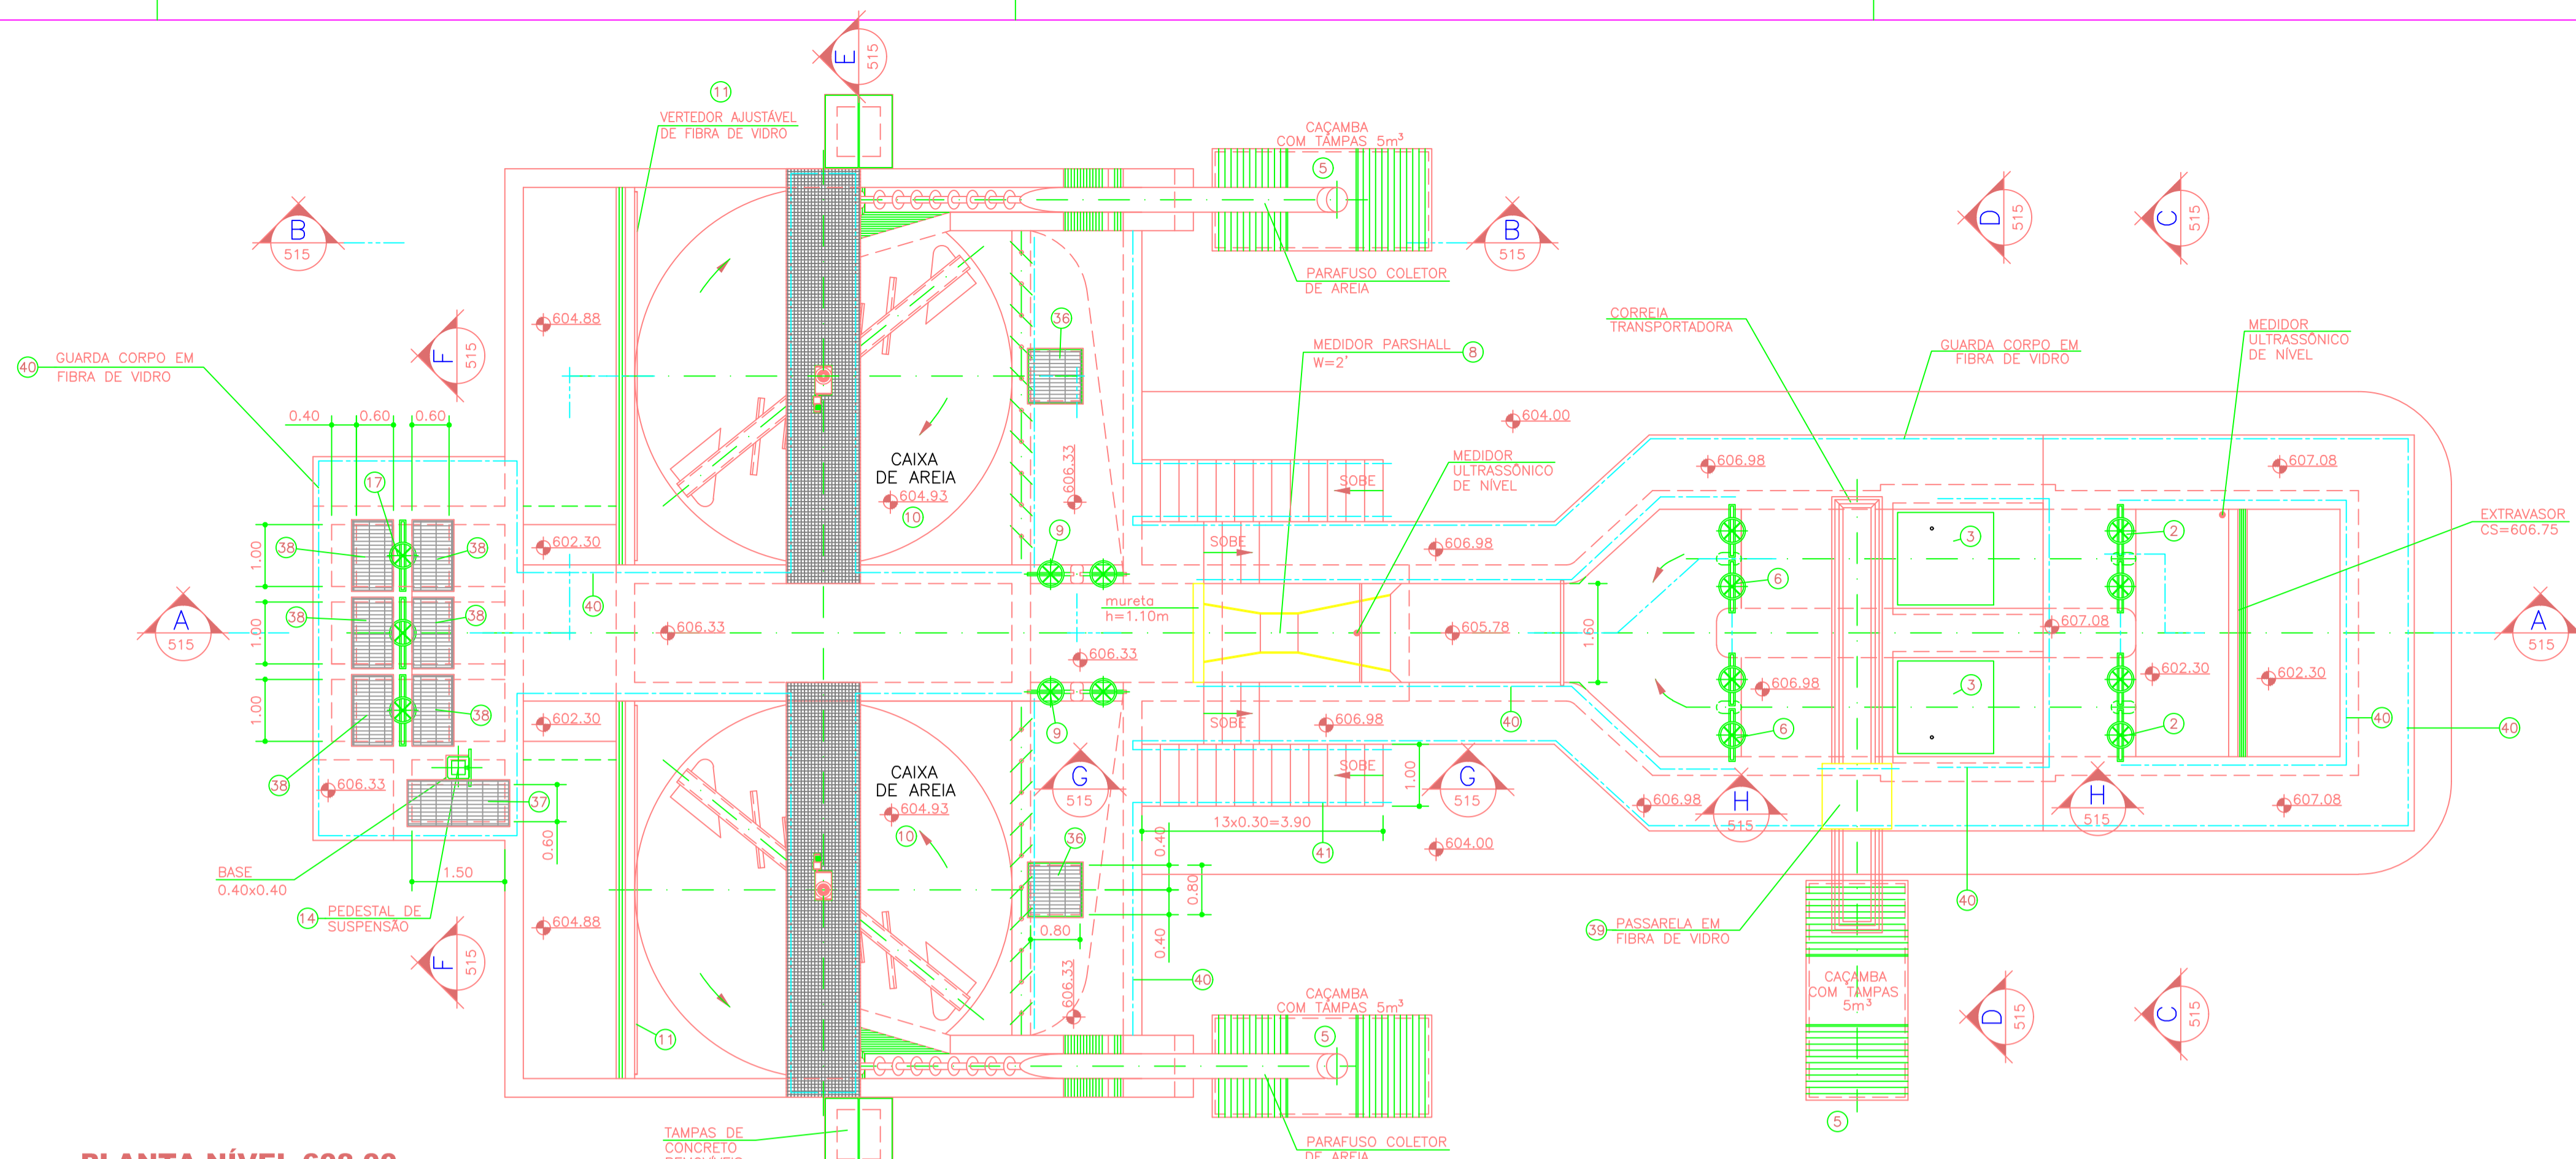 E
515
11
VERTEDOR AJUSTÁVEL
DE FIBRA DE VIDRO
CAÇAMBA
COM TAMPAS 5m³
5
B
515
B
515
D
515
C
515
PARAFUSO COLETOR
DE AREIA
604.88
F
515
40
GUARDA CORPO EM
FIBRA DE VIDRO
36
MEDIDOR PARSHALL
W=2'
8
CORREIA
TRANSPORTADORA
GUARDA CORPO EM
FIBRA DE VIDRO
MEDIDOR
ULTRASSÔNICO
DE NÍVEL
604.00
0.40
0.60
0.60
CAIXA
DE AREIA
604.93
10
606.33
MEDIDOR
ULTRASSÔNICO
DE NÍVEL
SOBE
606.98
607.08
17
EXTRAVASOR
CS=606.75
1.00
38
38
602.30
9
SOBE
606.98
3
2
6
40
A
515
1.00
38
38
606.33
mureta
h=1.10m
606.33
605.78
1.60
607.08
A
515
602.30
602.30
1.00
38
38
602.30
9
SOBE
606.98
40
606.98
3
6
2
40
40
606.33
37
0.60
CAIXA
DE AREIA
604.93
10
G
515
SOBE
1.00
G
515
606.98
H
515
H
515
607.08
13x0.30=3.90
41
604.00
BASE
0.40x0.40
1.50
36
0.40
0.80
0.40
0.80
40
14
PEDESTAL DE
SUSPENSÃO
604.88
39
PASSARELA EM
FIBRA DE VIDRO
F
515
606.33
40
CAÇAMBA
COM TAMPAS
5m³
5
D
515
C
515
11
CAÇAMBA
COM TAMPAS 5m³
5
TAMPAS DE
CONCRETO
PARAFUSO COLETOR
DE AREIA